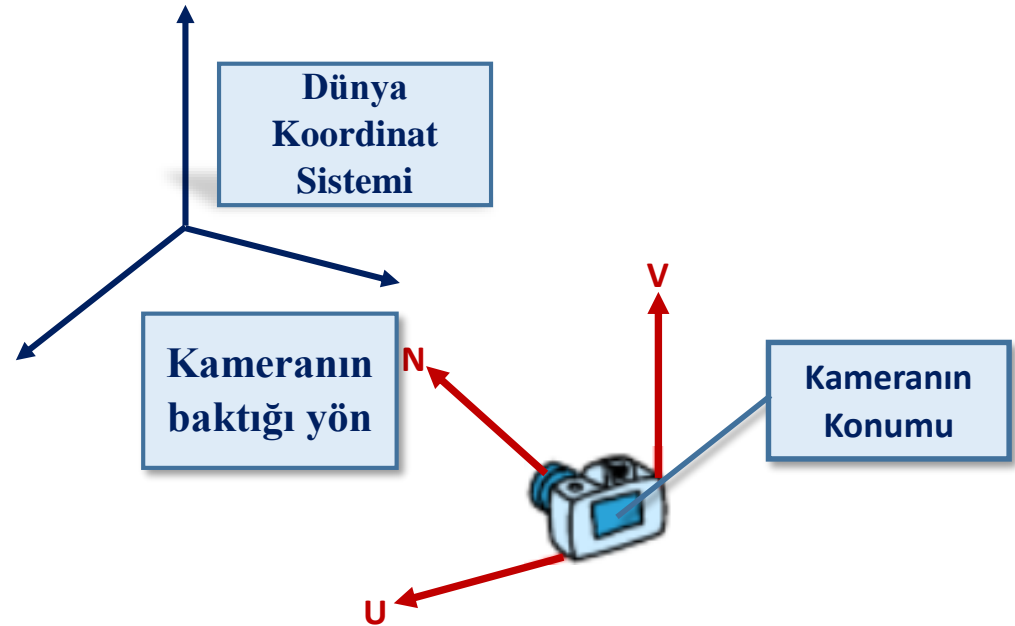 Dünya
Koordinat
Sistemi
V
Kameranın
baktığı yön
N
Kameranın
Konumu
U